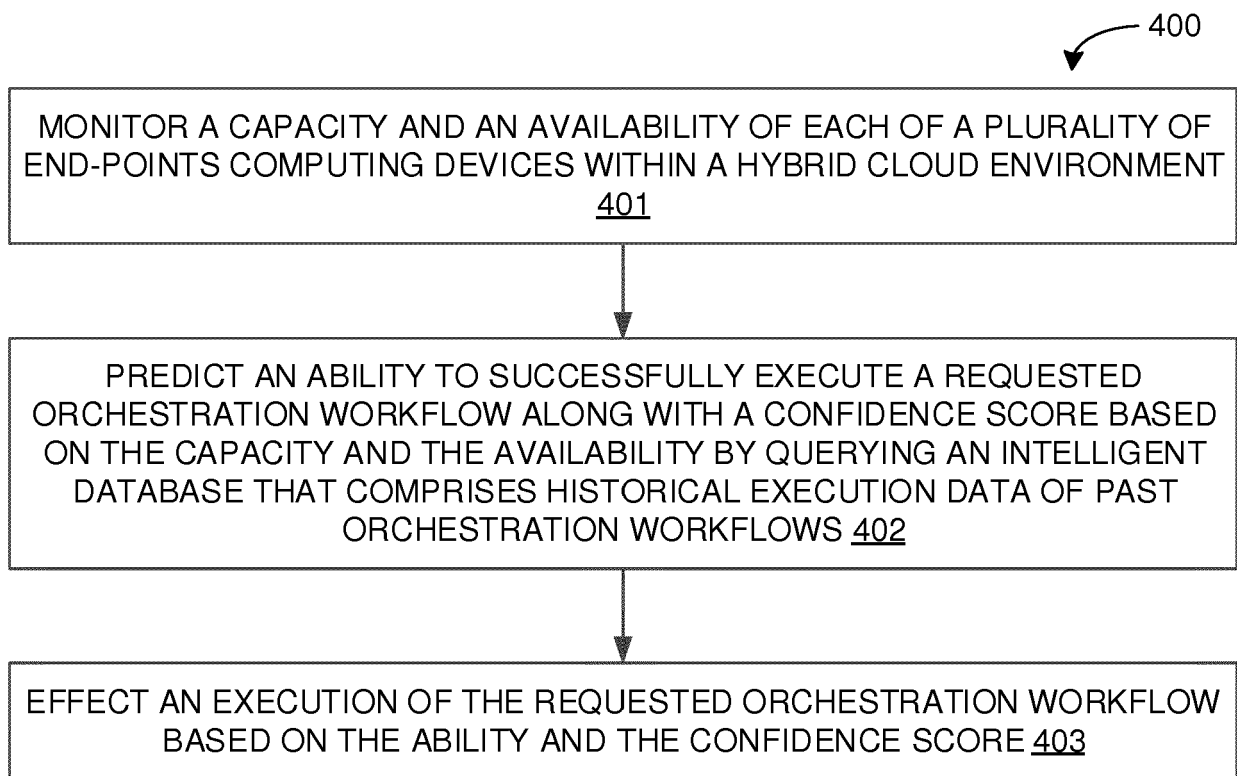 400
MONITOR A CAPACITY AND AN AVAILABILITY OF EACH OF A PLURALITY OF
END-POINTS COMPUTING DEVICES WITHIN A HYBRID CLOUD ENVIRONMENT
401
PREDICT AN ABILITY TO SUCCESSFULLY EXECUTE A REQUESTED
ORCHESTRATION WORKFLOW ALONG WITH A CONFIDENCE SCORE BASED
ON THE CAPACITY AND THE AVAILABILITY BY QUERYING AN INTELLIGENT
DATABASE THAT COMPRISES HISTORICAL EXECUTION DATA OF PAST
ORCHESTRATION WORKFLOWS 402
EFFECT AN EXECUTION OF THE REQUESTED ORCHESTRATION WORKFLOW
BASED ON THE ABILITY AND THE CONFIDENCE SCORE 403